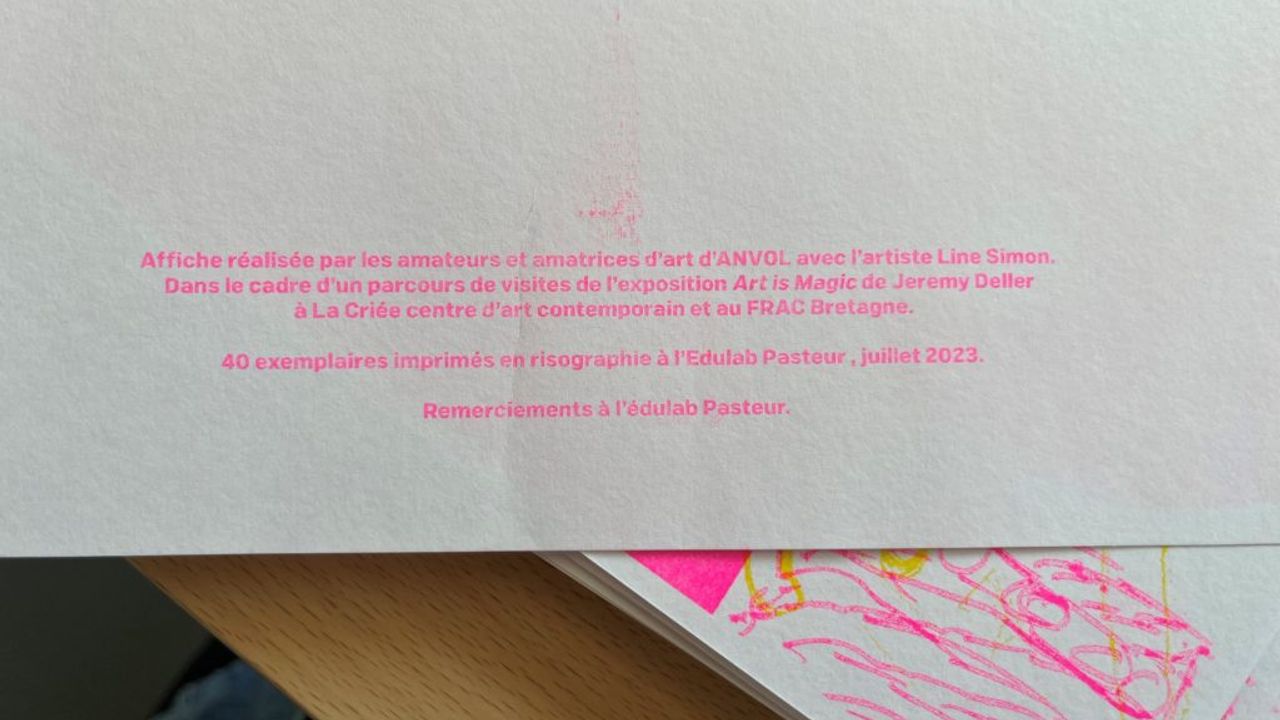 Affiche réalisée par les amateurs et amatrices d'art d'ANVOL avec l'artiste Line Simon.
Dans le cadre d'un parcours de visites de l'exposition Art is Magic de Jeremy Deller
à La Criée centre d'art contemporain et au FRAC Bretagne.
40 exemplaires imprimés en risographie à l'Edulab Pasteur , juillet 2023.
Remerciements à l'édulab Pasteur.